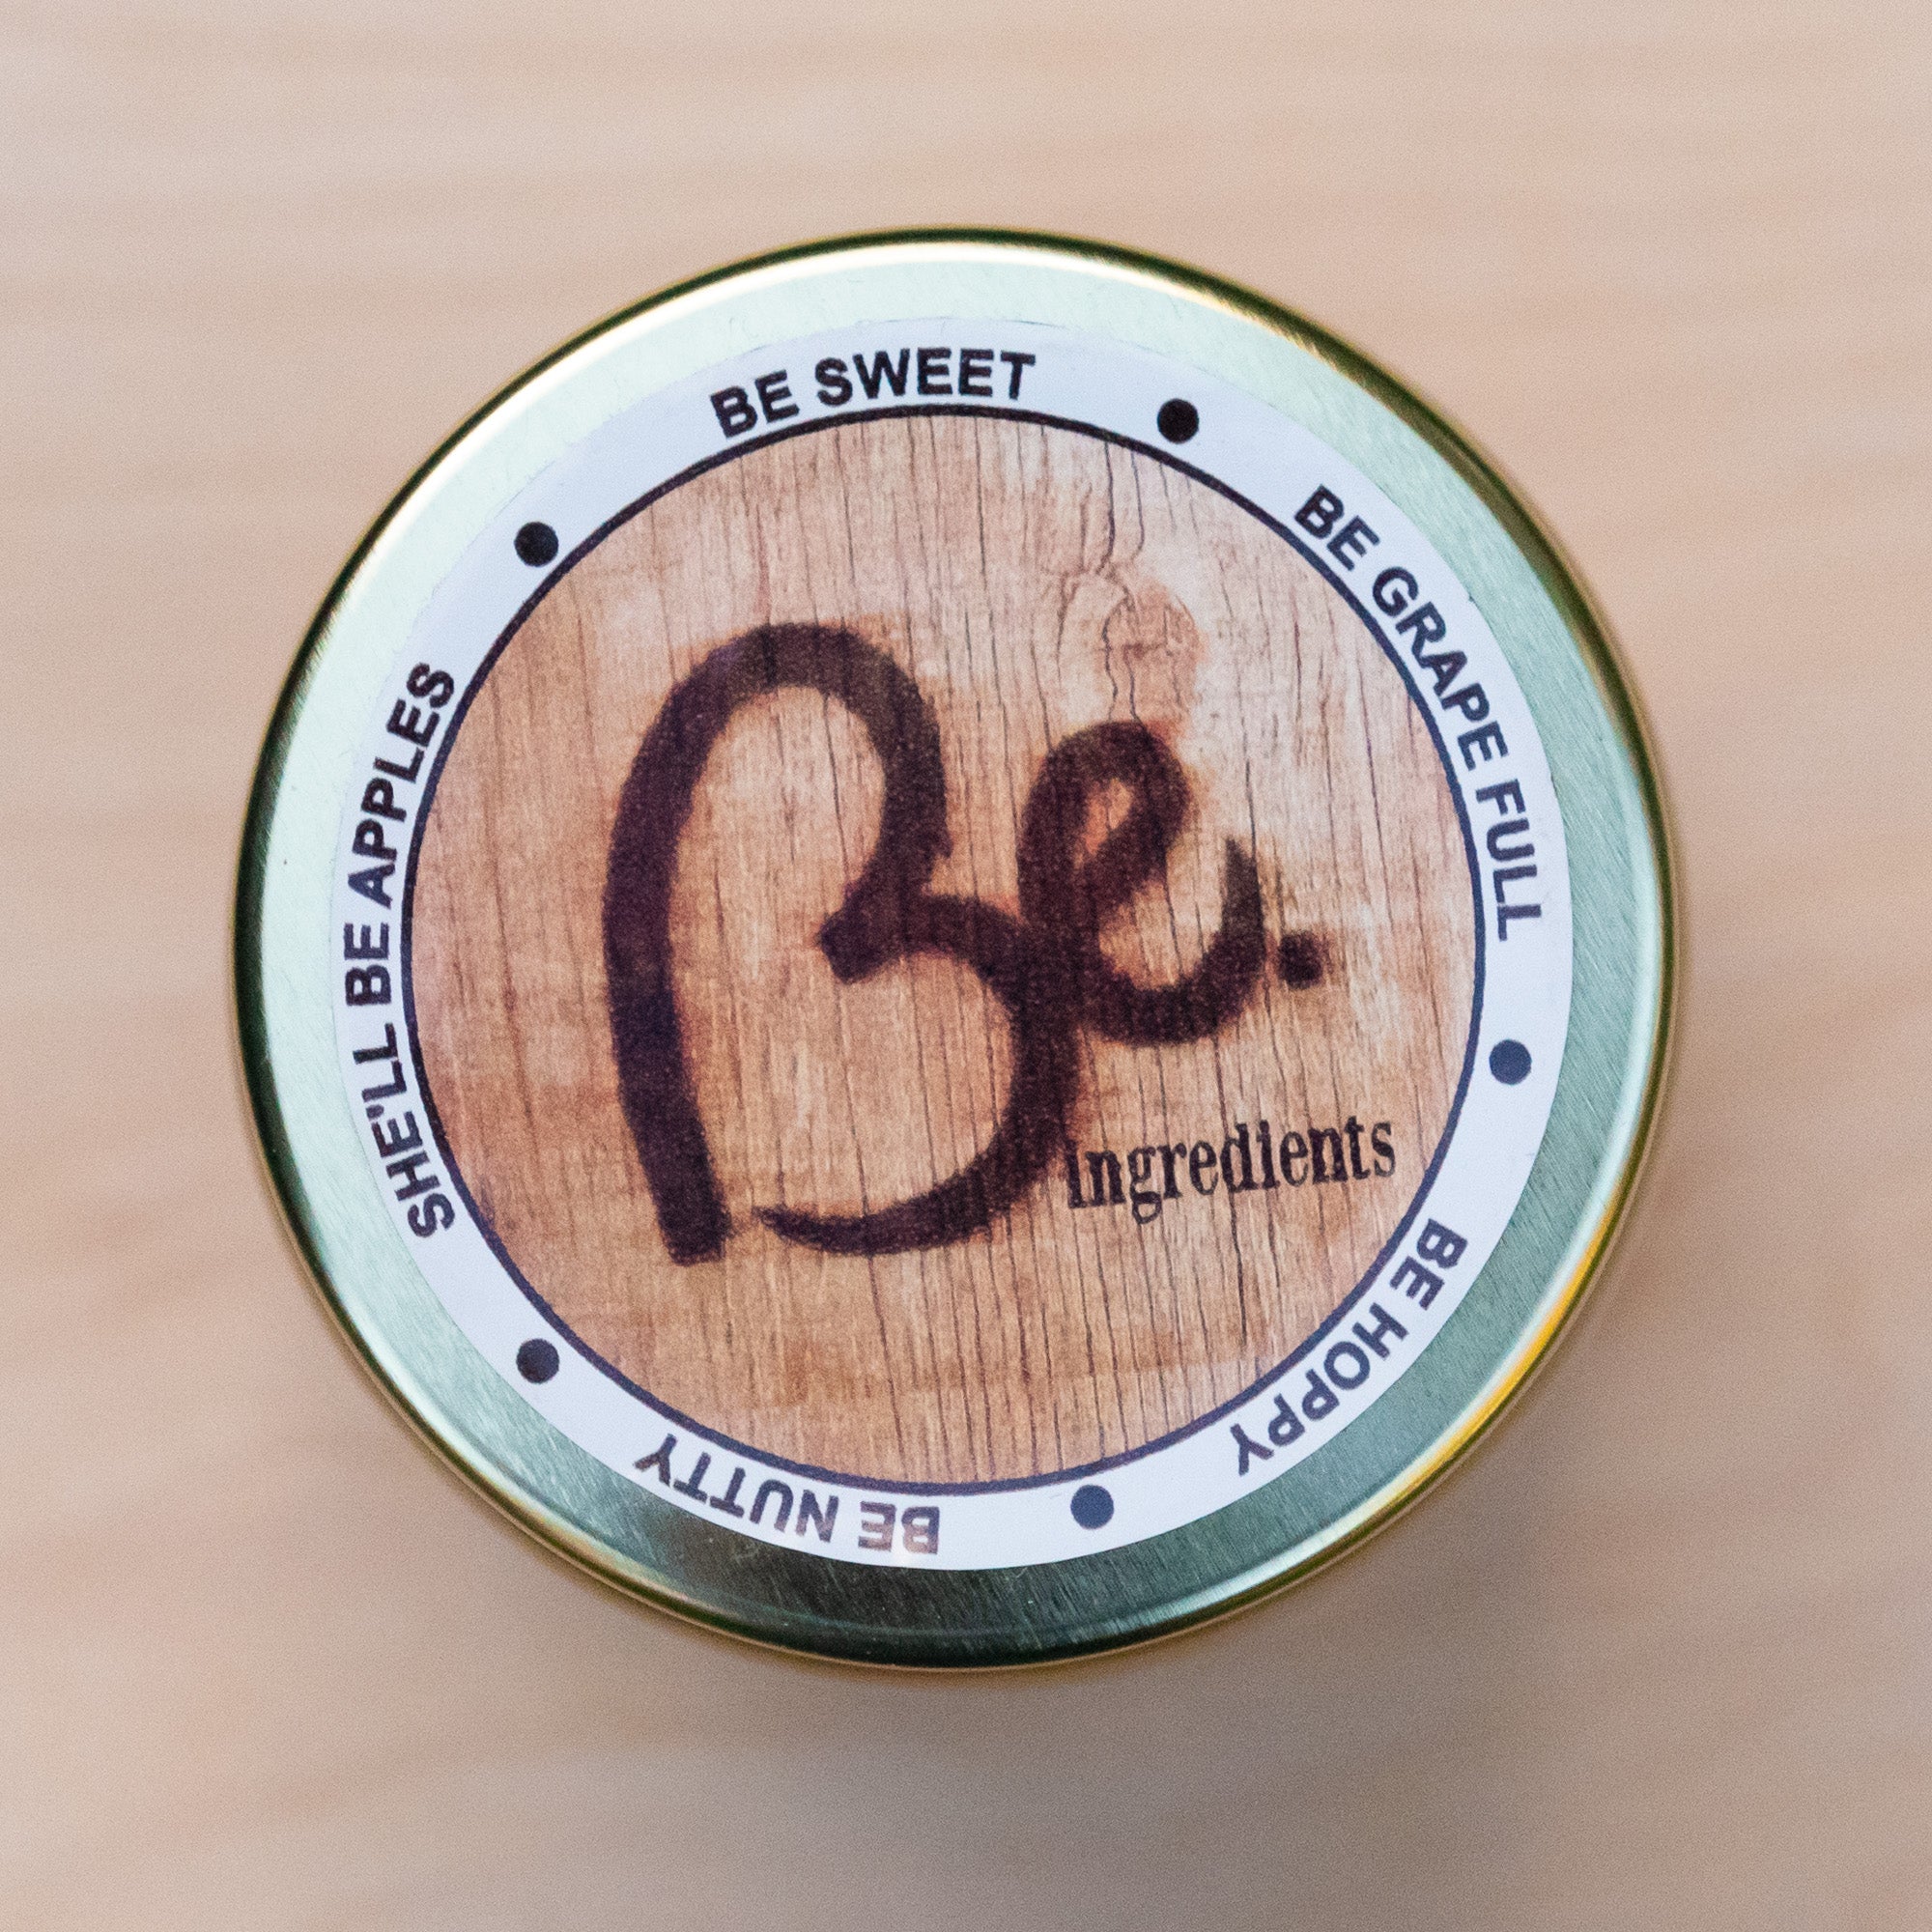 BE SWEET
BE GRAPE FULL
BE HOPPY
BE NUTTY
SHE'LL BE APPLES
Be.
ingredients